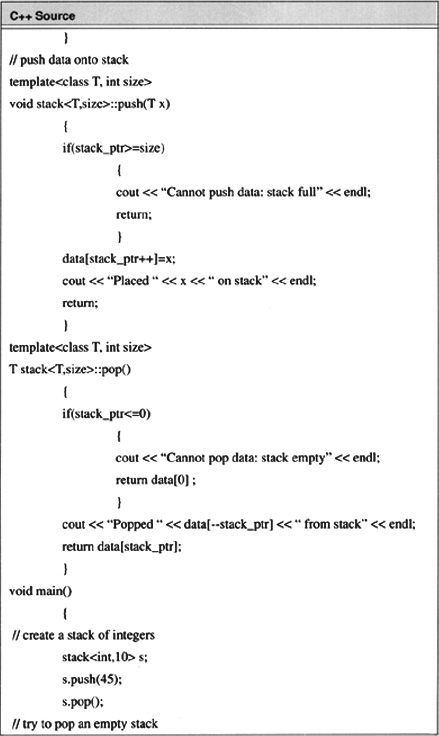 C++ Source
}
// push data onto stack
template<class T, int size>
void stack<T,size>::push(T x)
{
if(stack_ptr>=size)
{
cout << “Cannot push data: stack full” << endl;
return;
}
data[stack_ptr++]=x;
cout << “Placed “ << x << “ on stack” << endl;
return;
}
template<class T, int size>
T stack<T,size>::pop()
{
if(stack_ptr<=0)
{
cout << “Cannot pop data: stack empty” << endl;
return data[0] ;
}
cout << “Popped “ << data[--stack_ptr] << “ from stack” << endl;
return data[stack_ptr];
}
void main()
{
// create a stack of integers
stack<int,10> s;
s.push(45);
s.pop();
// try to pop an empty stack